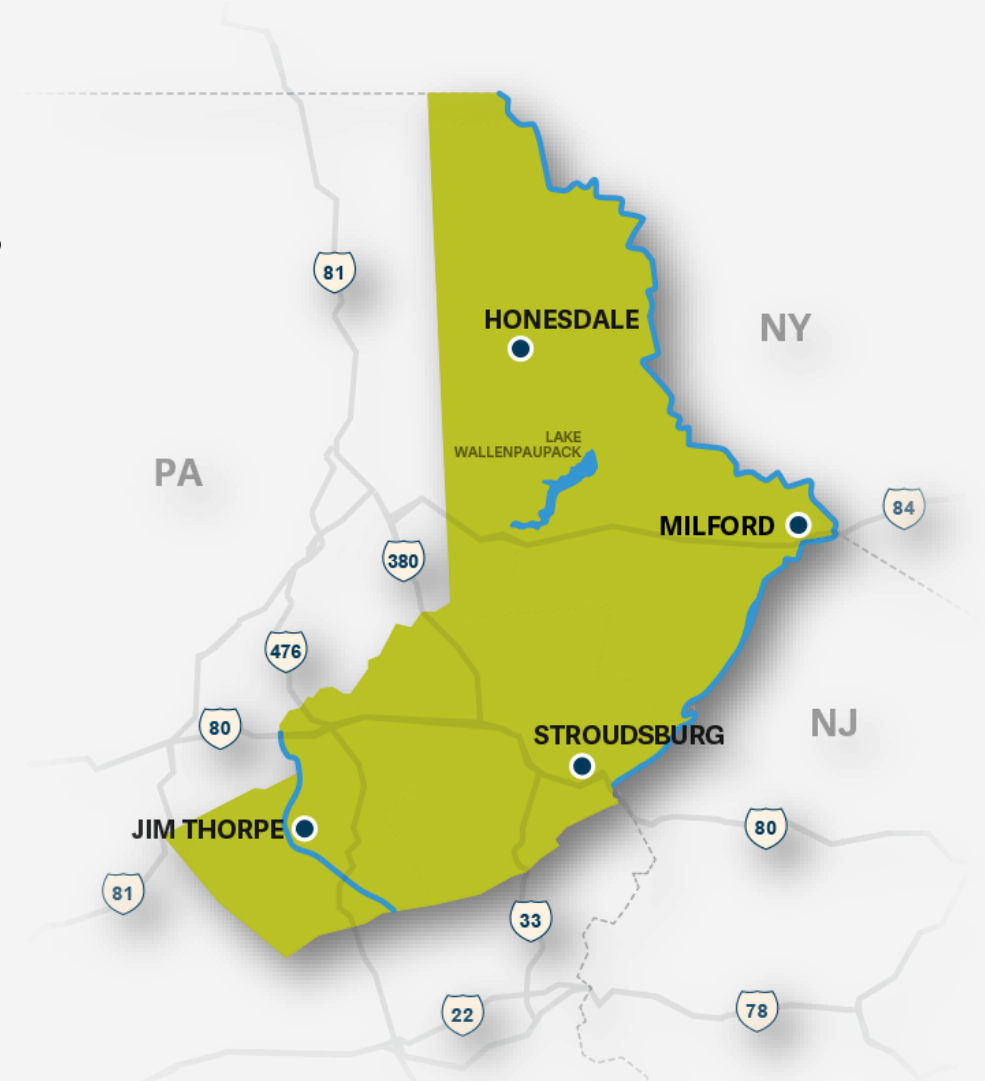 81
HONESDALE
NY
LAKE
WALLENPAUPACK
PA
84
MILFORD
380
476
80
NJ
STROUDSBURG
JIM THORPE
80
81
33
22
78